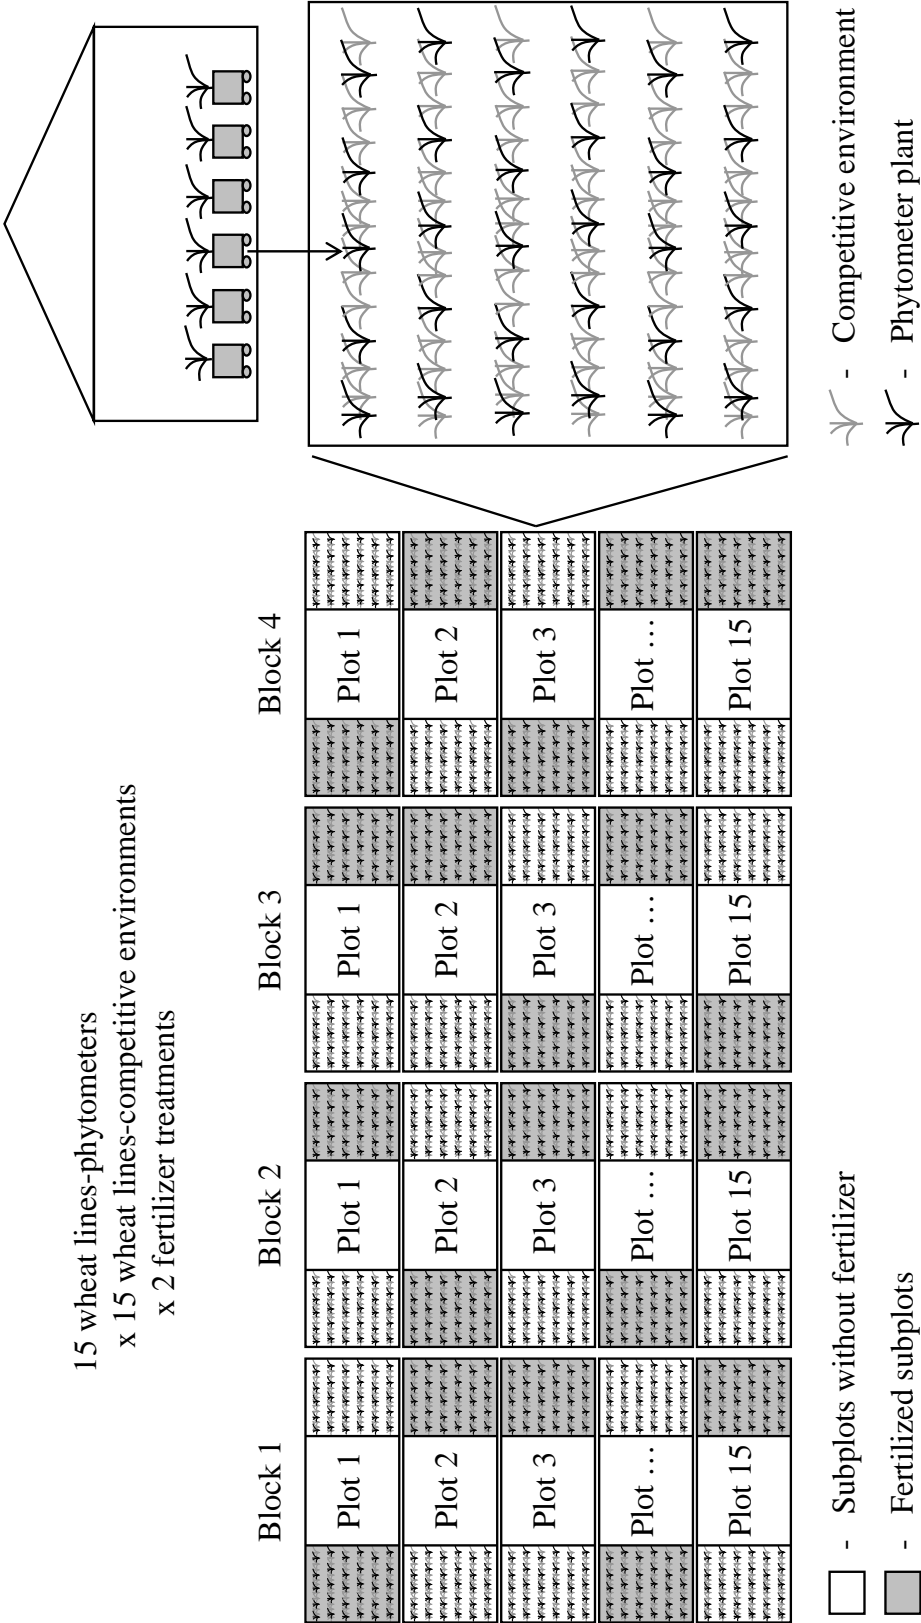 15 wheat lines-phytometers
x 15 wheat lines-competitive environments
x 2 fertilizer treatments
Block 1
Block 2
Block 3
Block 4
Plot 1
Plot 1
Plot 1
Plot 1
Plot 2
Plot 2
Plot 2
Plot 2
Plot 3
Plot 3
Plot 3
Plot 3
Plot …
Plot …
Plot …
Plot …
Plot 15
Plot 15
Plot 15
Plot 15
- Subplots without fertilizer
- Fertilized subplots
- Competitive environment
- Phytometer plant